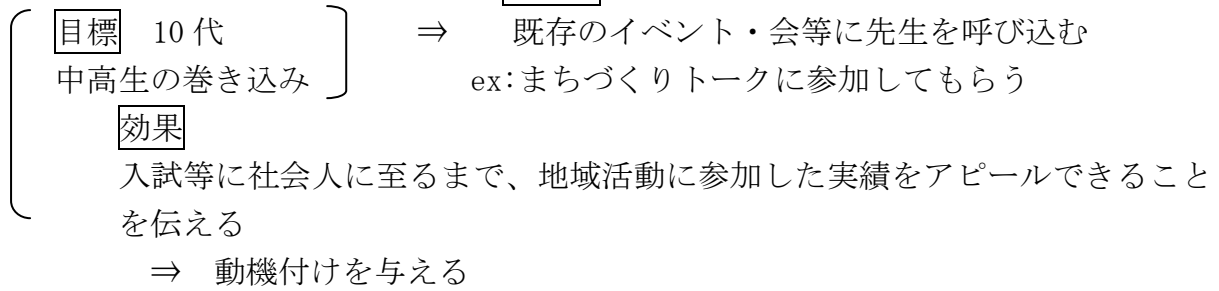 目標　10代　⇒　既存のイベント・会等に先生を呼び込む
中高生の巻き込み　ex:まちづくりトークに参加してもらう
効果
入試等に社会人に至るまで、地域活動に参加した実績をアピールできること
を伝える
⇒　動機付けを与える